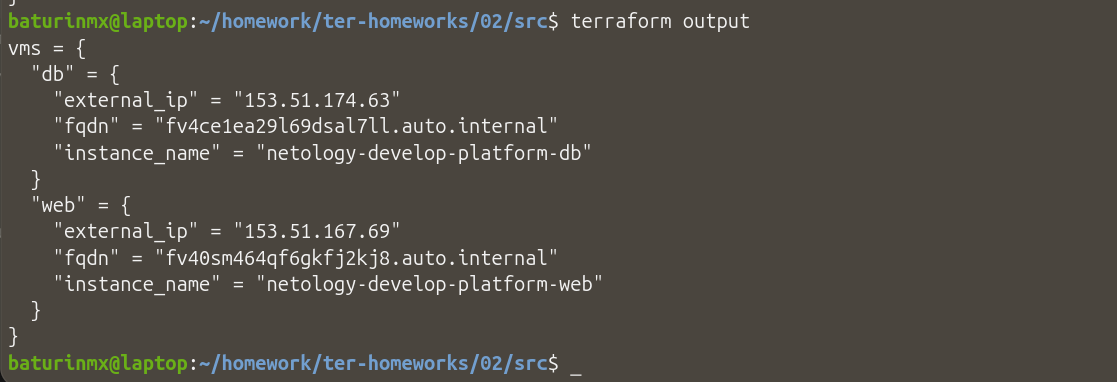 }
baturinmx@laptop:~/homework/ter-homeworks/02/src$ terraform output
vms = {
  "db" = {
    "external_ip" = "153.51.174.63"
    "fqdn" = "fv4ce1ea29l69dsal7ll.auto.internal"
    "instance_name" = "netology-develop-platform-db"
  }
  "web" = {
    "external_ip" = "153.51.167.69"
    "fqdn" = "fv40sm464qf6gkfj2kj8.auto.internal"
    "instance_name" = "netology-develop-platform-web"
  }
}
baturinmx@laptop:~/homework/ter-homeworks/02/src$ _